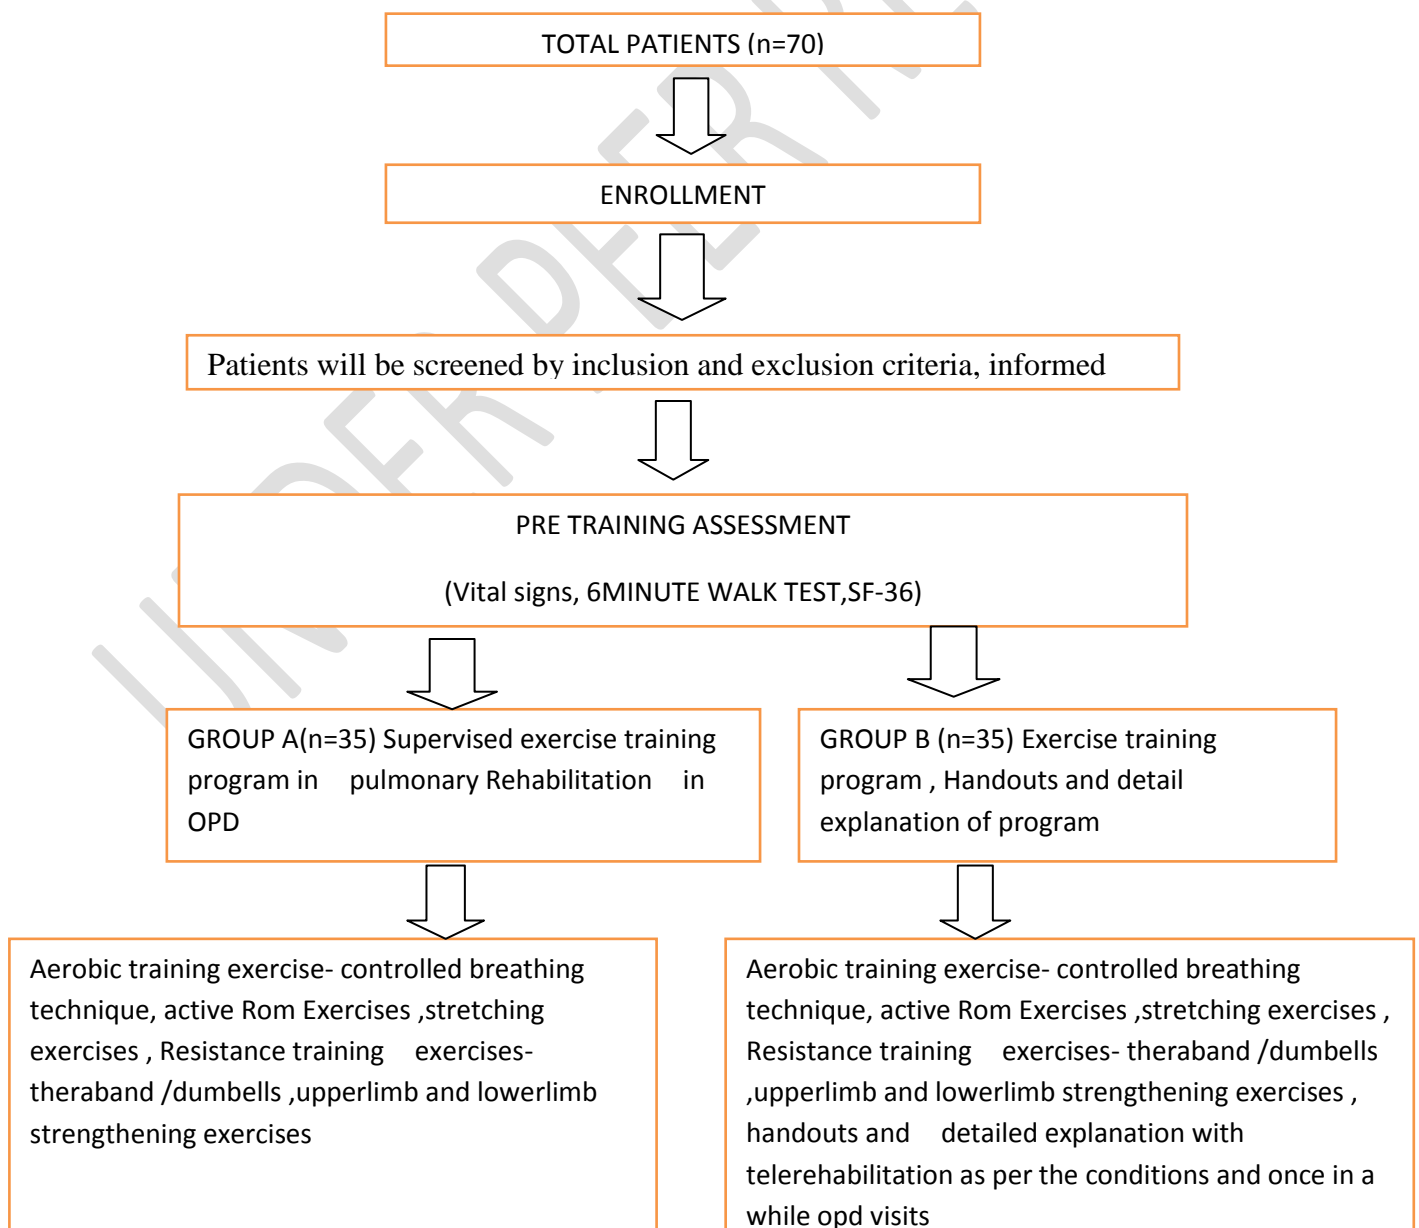 TOTAL PATIENTS (n=70)
ENROLLMENT
Patients will be screened by inclusion and exclusion criteria, informed
PRE TRAINING ASSESSMENT
(Vital signs, 6MINUTE WALK TEST,SF-36)
GROUP A(n=35) Supervised exercise training
program in pulmonary Rehabilitation in
OPD
GROUP B (n=35) Exercise training
program , Handouts and detail
explanation of program
Aerobic training exercise- controlled breathing
technique, active Rom Exercises ,stretching
exercises , Resistance training exercises-
theraband /dumbells ,upperlimb and lowerlimb
strengthening exercises
Aerobic training exercise- controlled breathing
technique, active Rom Exercises ,stretching exercises ,
Resistance training exercises- theraband /dumbells
,upperlimb and lowerlimb strengthening exercises ,
handouts and detailed explanation with
telerehabilitation as per the conditions and once in a
while opd visits
UNDER PEER